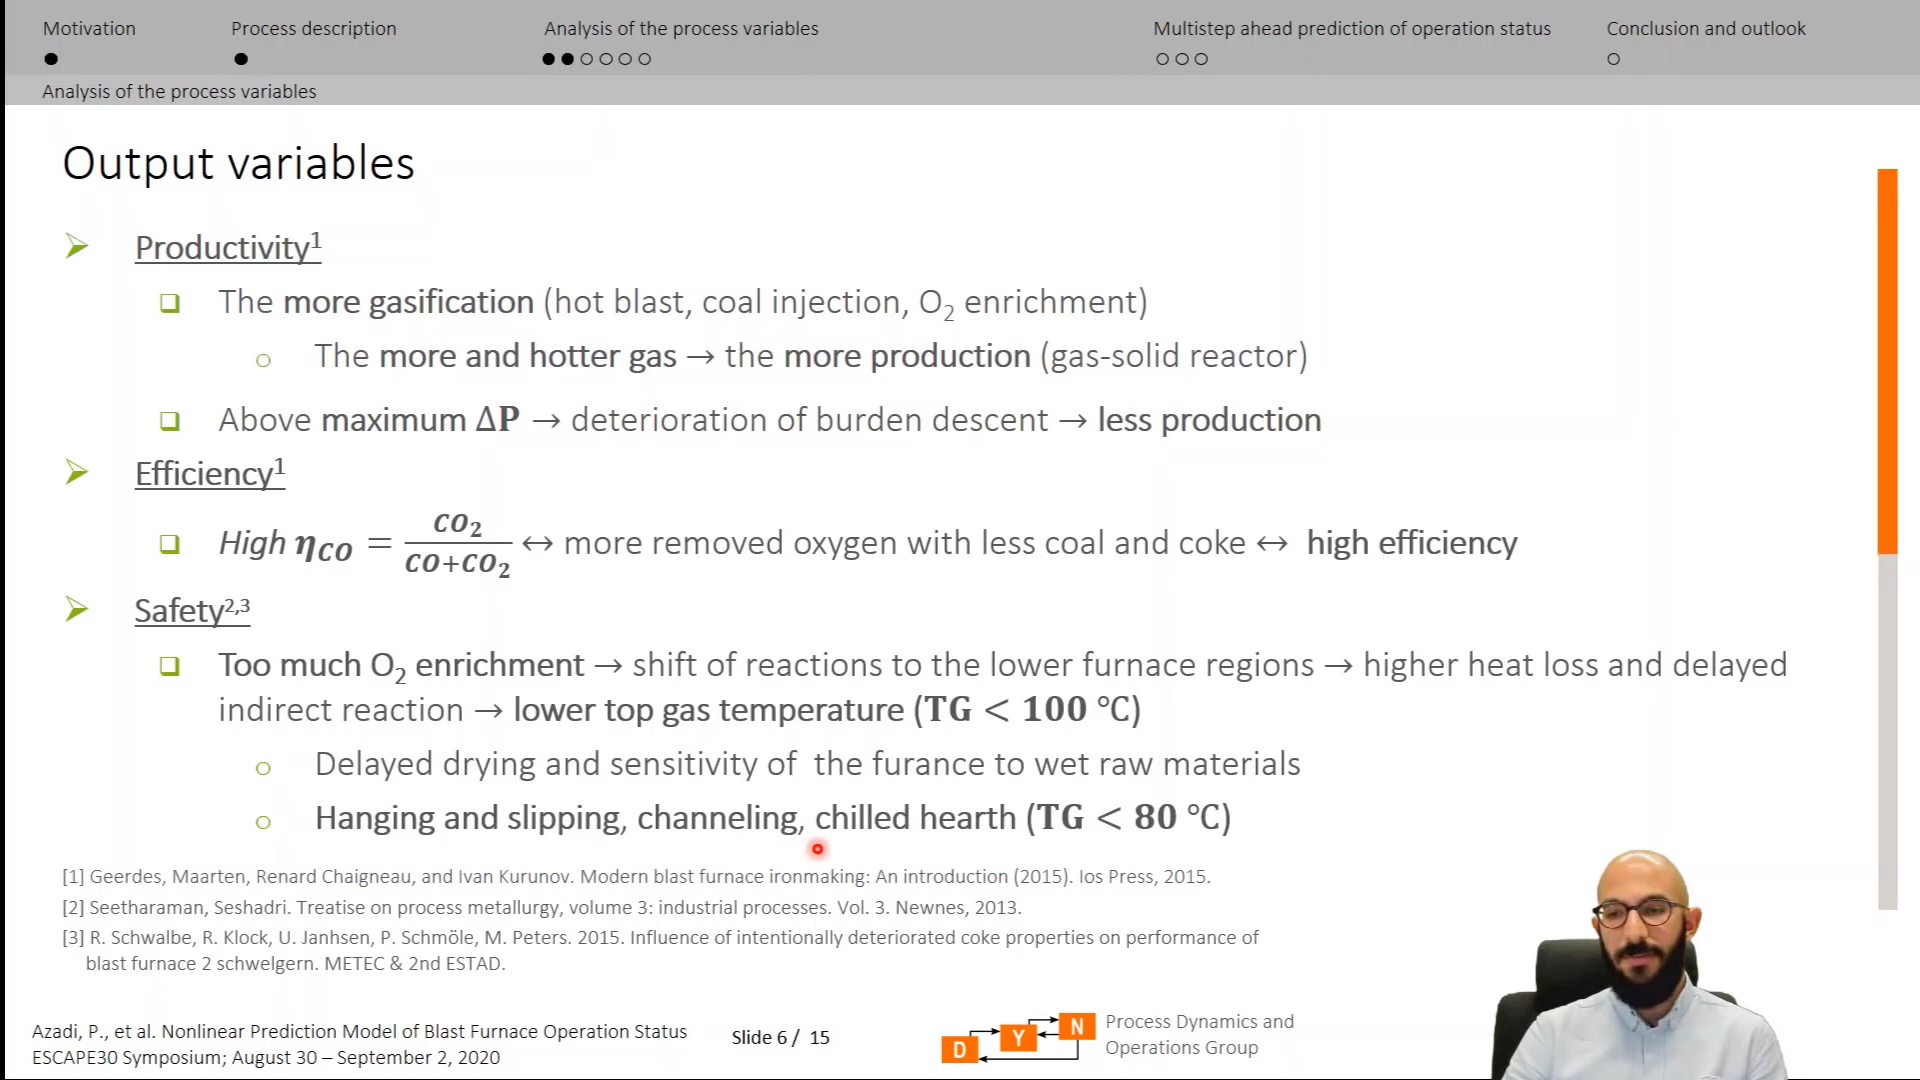 Motivation
Process description
Analysis of the process variables
Multistep ahead prediction of operation status
Conclusion and outlook
Analysis of the process variables
Output variables
Productivity¹
The more gasification (hot blast, coal injection, O₂ enrichment)
The more and hotter gas → the more production (gas-solid reactor)
Above maximum ΔP → deterioration of burden descent → less production
Efficiency¹
High η_CO = CO₂/(CO+CO₂) ↔ more removed oxygen with less coal and coke ↔ high efficiency
Safety²,³
Too much O₂ enrichment → shift of reactions to the lower furnace regions → higher heat loss and delayed
indirect reaction → lower top gas temperature (TG < 100 °C)
Delayed drying and sensitivity of the furance to wet raw materials
Hanging and slipping, channeling, chilled hearth (TG < 80 °C)
[1] Geerdes, Maarten, Renard Chaigneau, and Ivan Kurunov. Modern blast furnace ironmaking: An introduction (2015). Ios Press, 2015.
[2] Seetharaman, Seshadri. Treatise on process metallurgy, volume 3: industrial processes. Vol. 3. Newnes, 2013.
[3] R. Schwalbe, R. Klock, U. Janhsen, P. Schmöle, M. Peters. 2015. Influence of intentionally deteriorated coke properties on performance of
blast furnace 2 schwelgern. METEC & 2nd ESTAD.
Azadi, P., et al. Nonlinear Prediction Model of Blast Furnace Operation Status
ESCAPE30 Symposium; August 30 – September 2, 2020
Slide 6 / 15
D Y N
Process Dynamics and
Operations Group